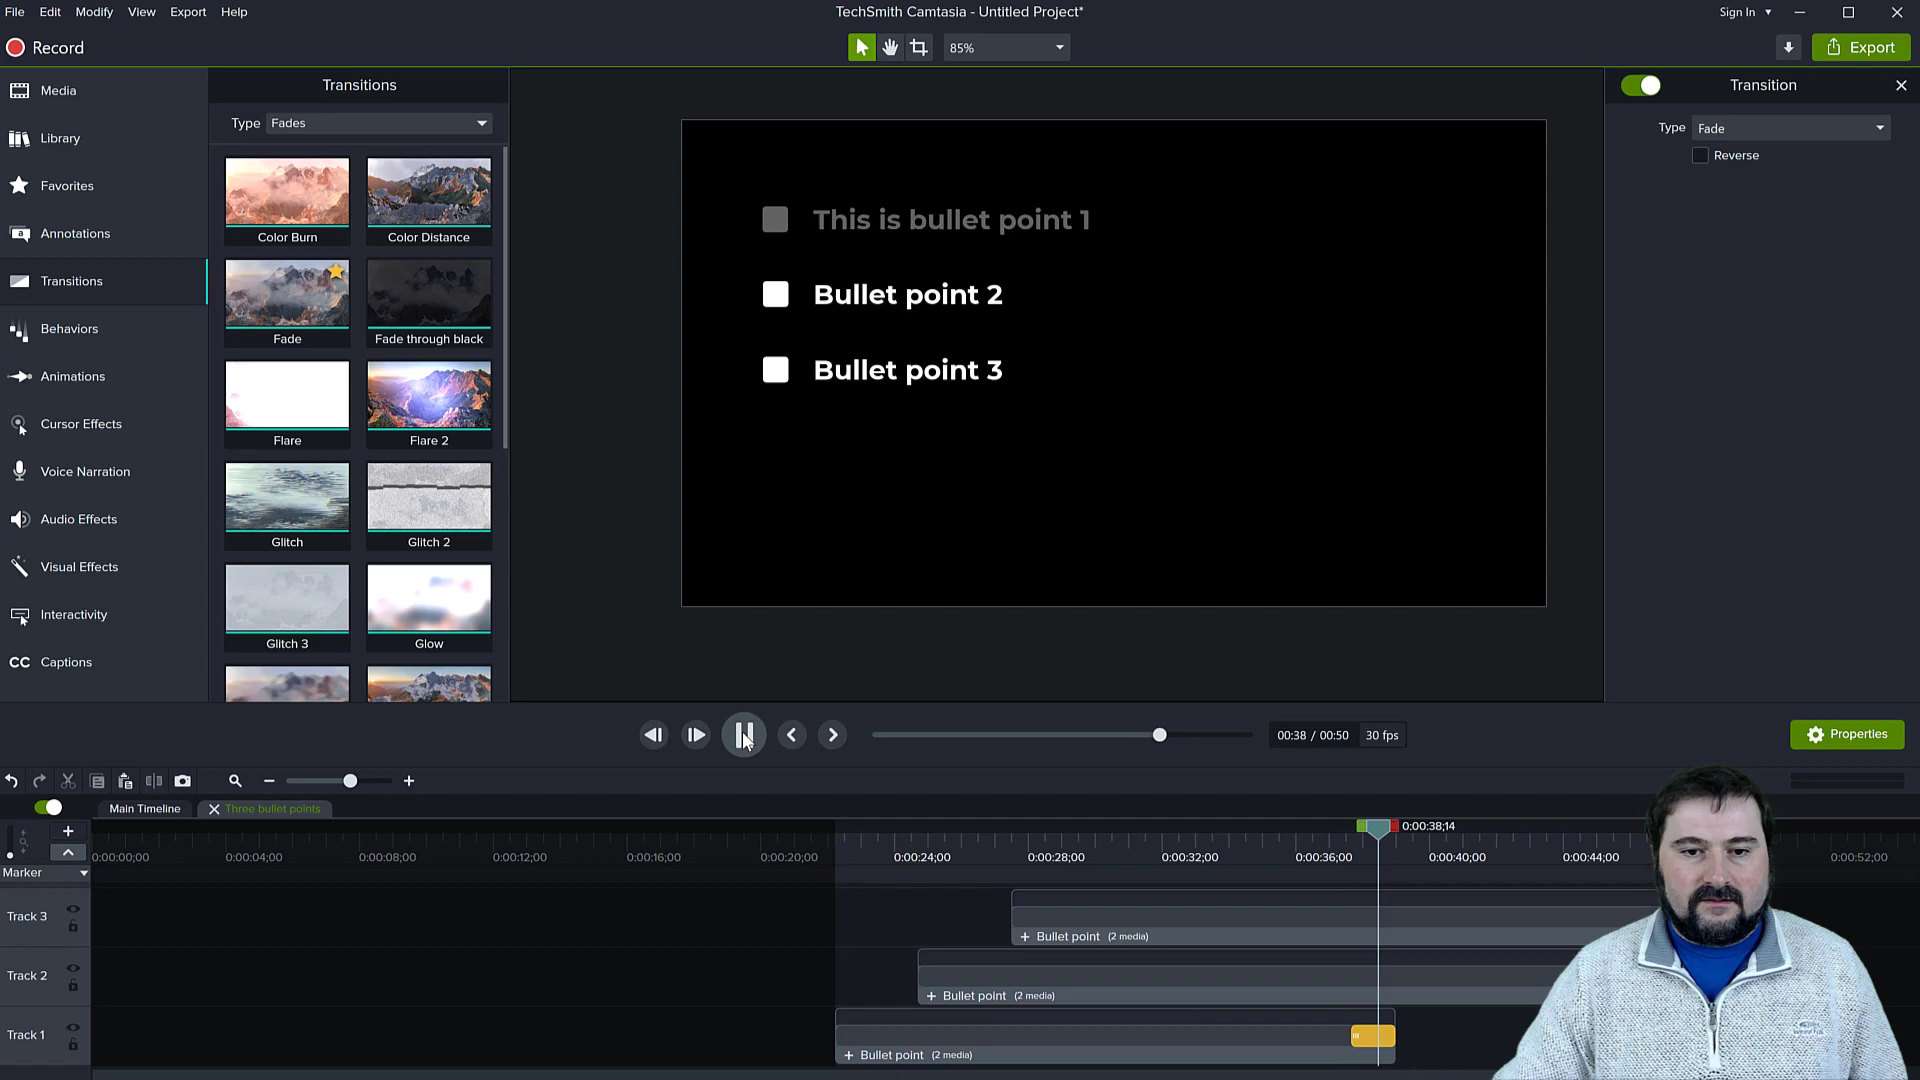 File Edit Modify View Export Help
TechSmith Camtasia - Untitled Project*
Sign In
Record
85%
Export
Media
Library
Favorites
Annotations
Transitions
Behaviors
Animations
Cursor Effects
Voice Narration
Audio Effects
Visual Effects
Interactivity
CC Captions
Transitions
Type Fades
Color Burn Color Distance
Fade Fade through black
Flare Flare 2
Glitch Glitch 2
Glitch 3 Glow
This is bullet point 1
Bullet point 2
Bullet point 3
Transition
Type Fade
Reverse
00:38 / 00:50 30 fps
Properties
Main Timeline Three bullet points
0:00:38;14
0:00:00;00 0:00:04;00 0:00:08;00 0:00:12;00 0:00:16;00 0:00:20;00 0:00:24;00 0:00:28;00 0:00:32;00 0:00:36;00 0:00:40;00 0:00:44;00 0:00:52;00
Marker
Track 3
+ Bullet point (2 media)
Track 2
+ Bullet point (2 media)
Track 1
+ Bullet point (2 media)